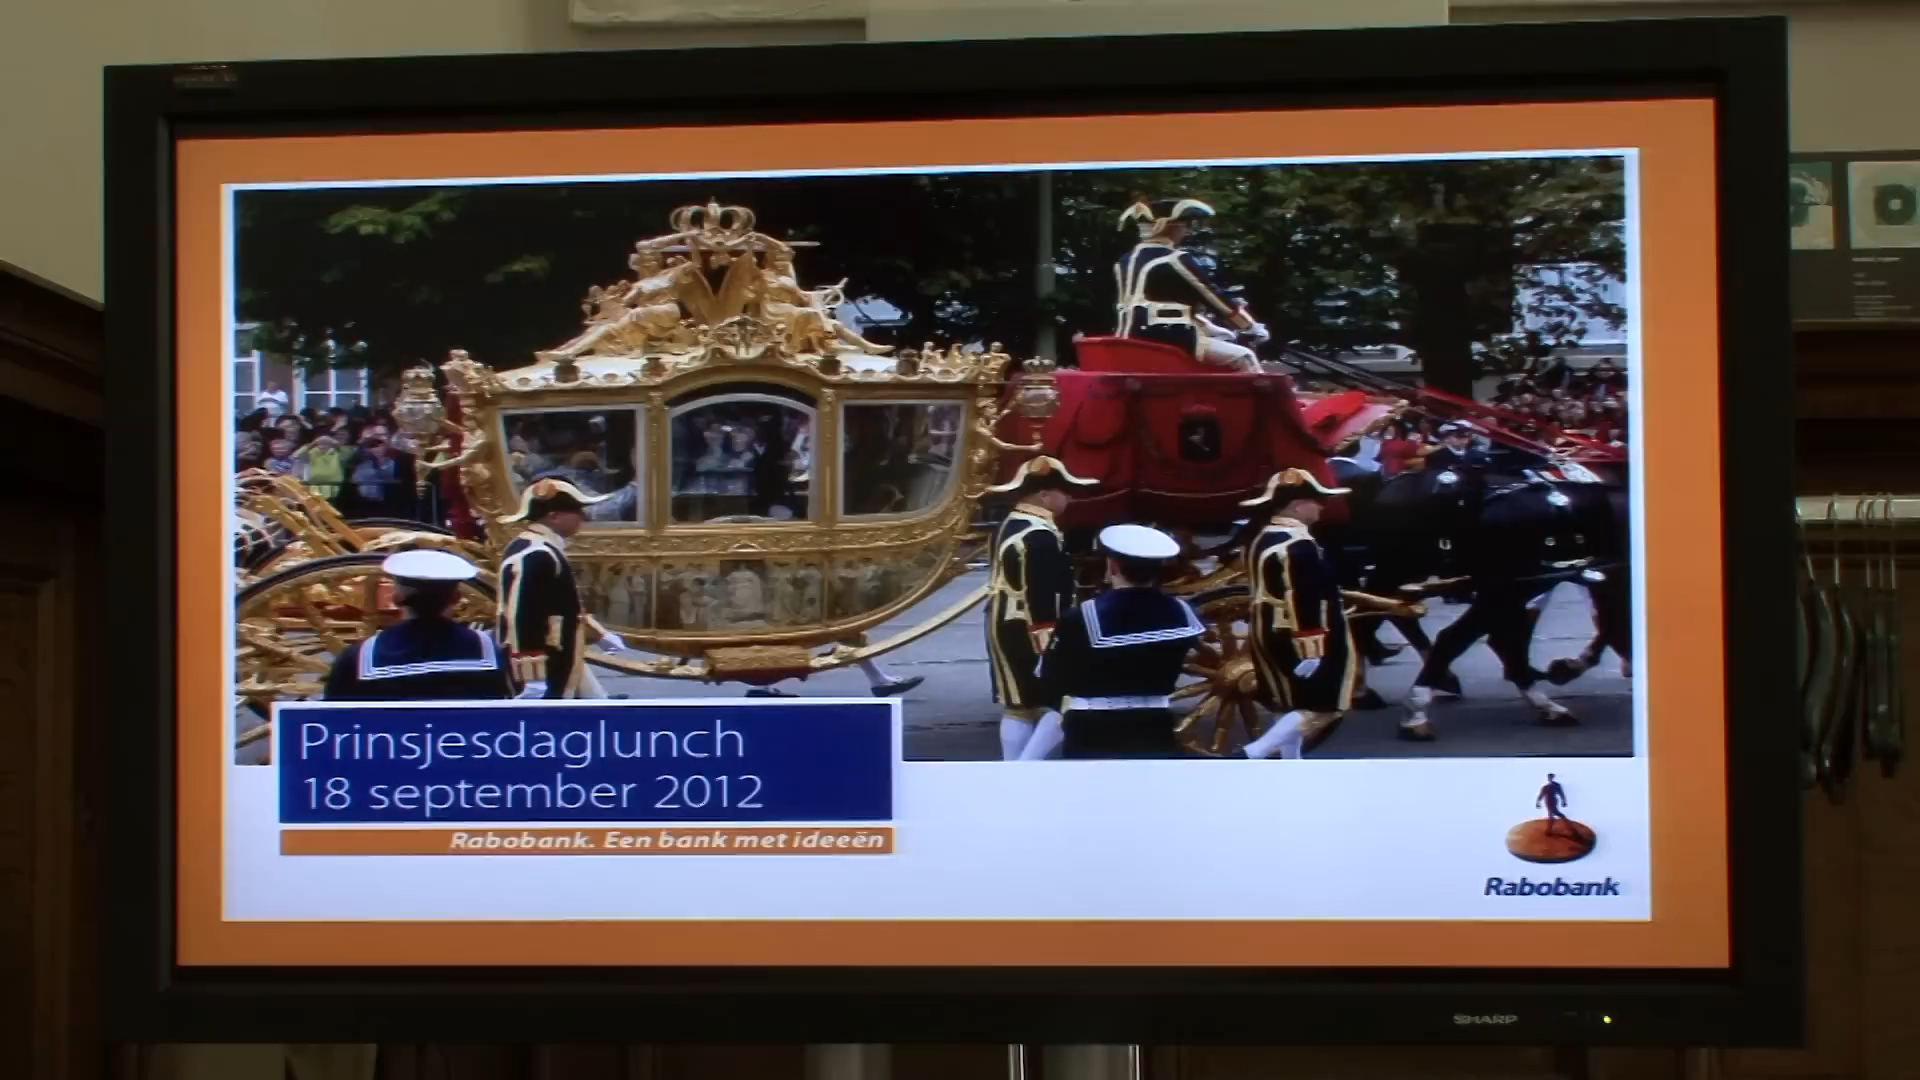 Prinsjesdaglunch
18 september 2012
Rabobank. Een bank met ideeën
Rabobank
SHARP